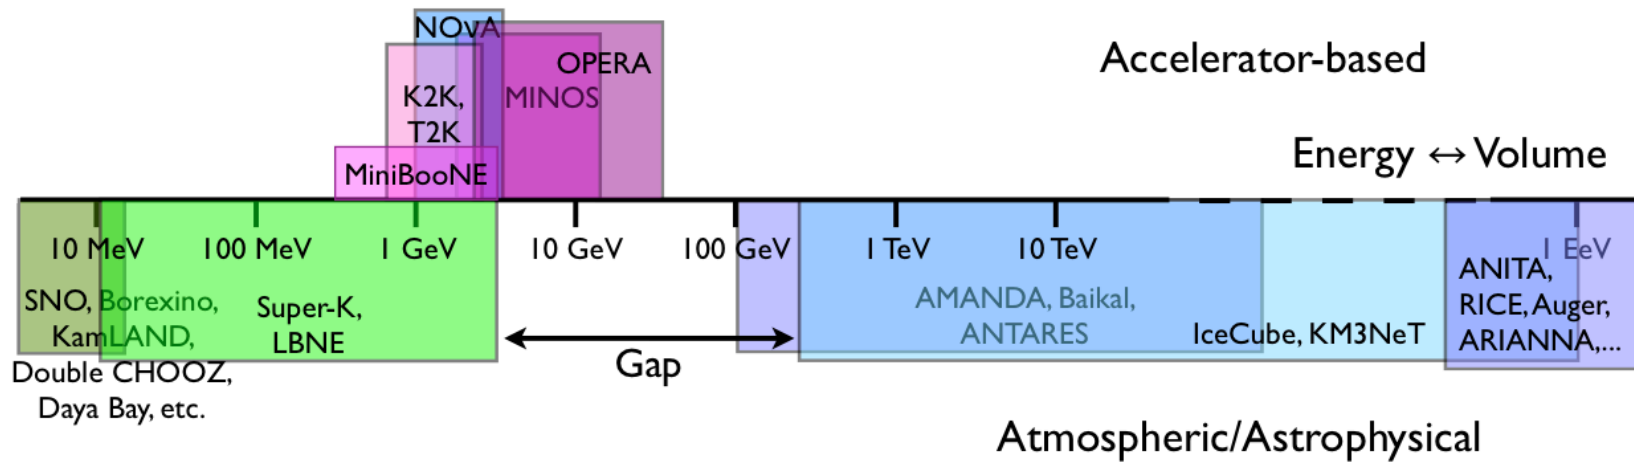 NOνA
OPERA
K2K,
T2K
MINOS
MiniBooNE
Accelerator-based
Energy ↔ Volume
10 MeV
100 MeV
1 GeV
10 GeV
100 GeV
1 TeV
10 TeV
1 EeV
SNO, Borexino,
KamLAND,
Double CHOOZ,
Daya Bay, etc.
Super-K,
LBNE
Gap
AMANDA, Baikal,
ANTARES
IceCube, KM3NeT
ANITA,
RICE, Auger,
ARIANNA,...
Atmospheric/Astrophysical